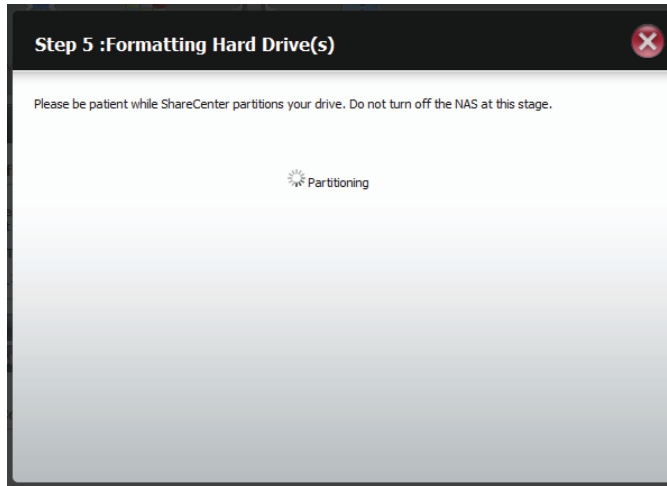 Step 5 :Formatting Hard Drive(s)
Please be patient while ShareCenter partitions your drive. Do not turn off the NAS at this stage.
Partitioning